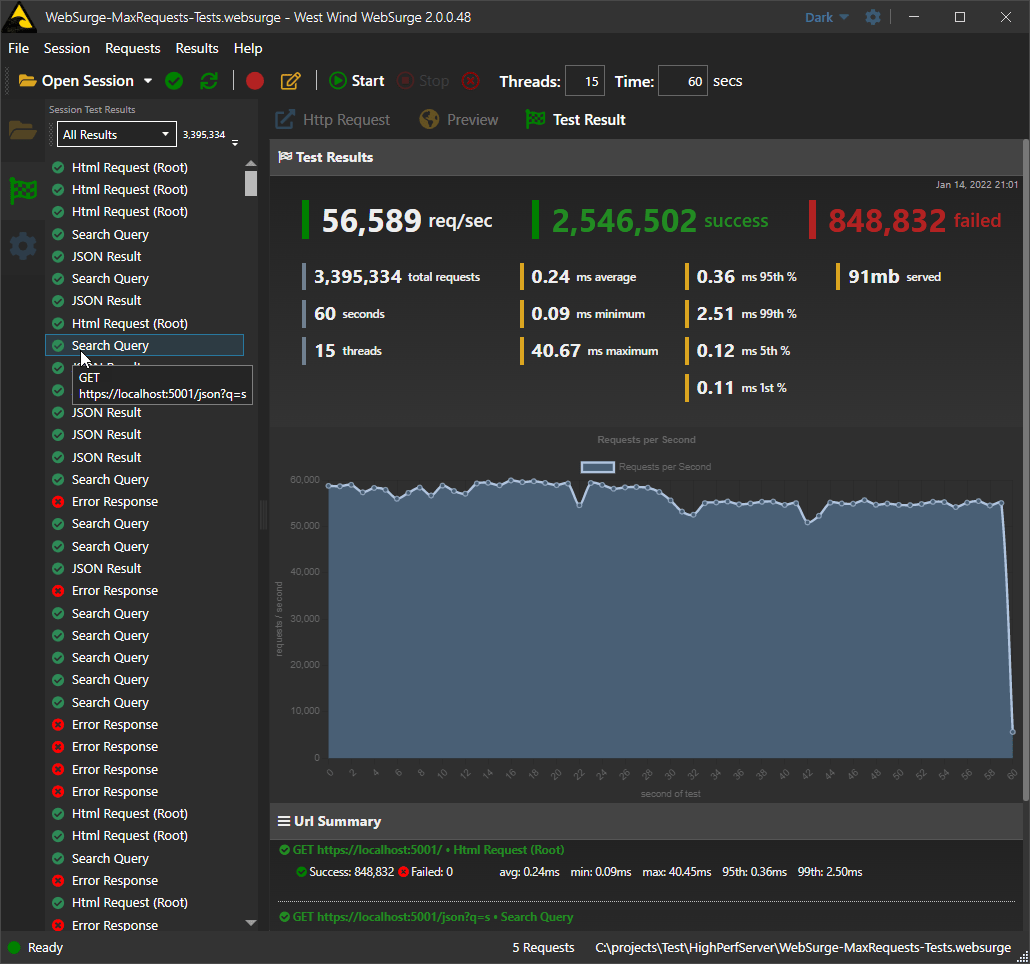 WebSurge-MaxRequests-Tests.websurge - West Wind WebSurge 2.0.0.48
Dark
File Session Requests Results Help
Open Session Start Stop Threads: 15 Time: 60 secs
Session Test Results
All Results 3,395,334
Html Request (Root)
Html Request (Root)
Html Request (Root)
Search Query
JSON Result
Search Query
JSON Result
Html Request (Root)
Search Query
GET
https://localhost:5001/json?q=s
JSON Result
JSON Result
JSON Result
Search Query
Error Response
Search Query
Search Query
JSON Result
Error Response
Search Query
Search Query
Search Query
Search Query
Search Query
Error Response
Error Response
Error Response
Error Response
Html Request (Root)
Html Request (Root)
Search Query
Error Response
Html Request (Root)
Error Response
Http Request Preview Test Result
Test Results
Jan 14, 2022 21:01
56,589 req/sec 2,546,502 success 848,832 failed
3,395,334 total requests 0.24 ms average 0.36 ms 95th % 91mb served
60 seconds 0.09 ms minimum 2.51 ms 99th %
15 threads 40.67 ms maximum 0.12 ms 5th %
0.11 ms 1st %
Requests per Second
Requests per Second
requests / second
60,000
50,000
40,000
30,000
20,000
10,000
0
0 2 4 6 8 10 12 14 16 18 20 22 24 26 28 30 32 34 36 38 40 42 44 46 48 50 52 54 56 58 60
second of test
Url Summary
GET https://localhost:5001/ • Html Request (Root)
Success: 848,832 Failed: 0 avg: 0.24ms min: 0.09ms max: 40.45ms 95th: 0.36ms 99th: 2.50ms
GET https://localhost:5001/json?q=s • Search Query
Ready 5 Requests C:\projects\Test\HighPerfServer\WebSurge-MaxRequests-Tests.websurge